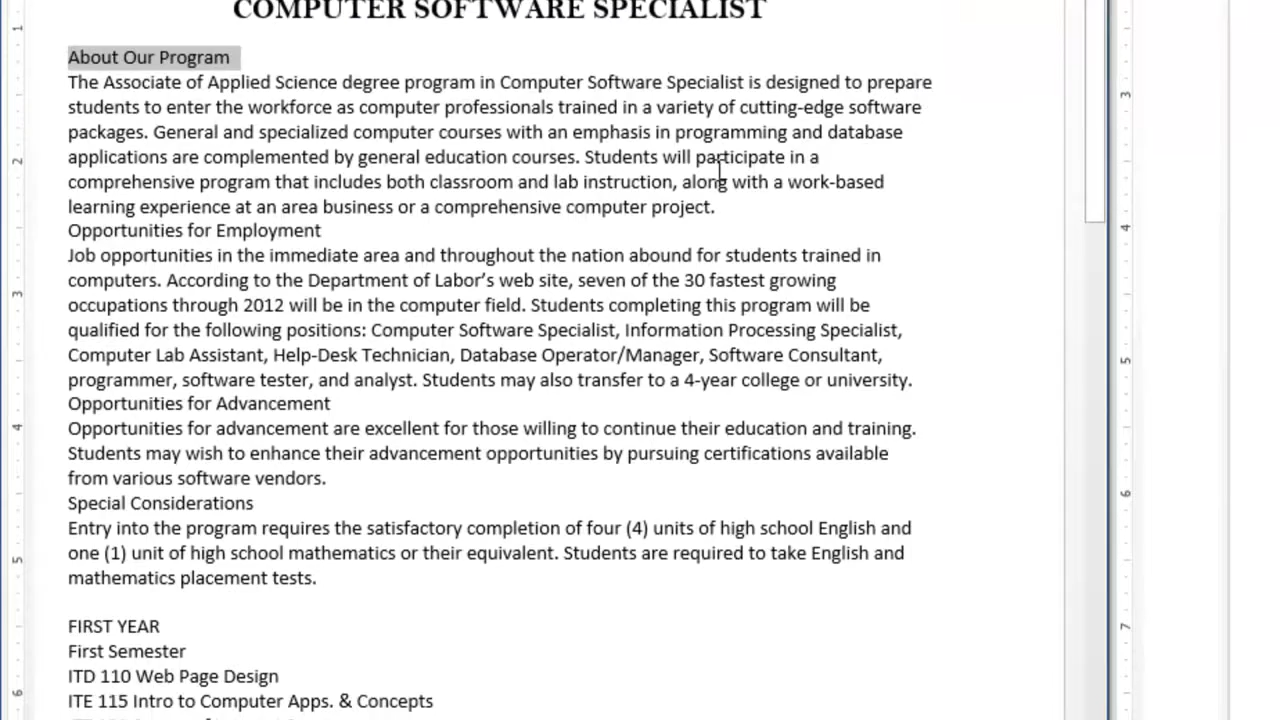 COMPUTER SOFTWARE SPECIALIST
About Our Program
The Associate of Applied Science degree program in Computer Software Specialist is designed to prepare
students to enter the workforce as computer professionals trained in a variety of cutting-edge software
packages. General and specialized computer courses with an emphasis in programming and database
applications are complemented by general education courses. Students will participate in a
comprehensive program that includes both classroom and lab instruction, along with a work-based
learning experience at an area business or a comprehensive computer project.
Opportunities for Employment
Job opportunities in the immediate area and throughout the nation abound for students trained in
computers. According to the Department of Labor’s web site, seven of the 30 fastest growing
occupations through 2012 will be in the computer field. Students completing this program will be
qualified for the following positions: Computer Software Specialist, Information Processing Specialist,
Computer Lab Assistant, Help-Desk Technician, Database Operator/Manager, Software Consultant,
programmer, software tester, and analyst. Students may also transfer to a 4-year college or university.
Opportunities for Advancement
Opportunities for advancement are excellent for those willing to continue their education and training.
Students may wish to enhance their advancement opportunities by pursuing certifications available
from various software vendors.
Special Considerations
Entry into the program requires the satisfactory completion of four (4) units of high school English and
one (1) unit of high school mathematics or their equivalent. Students are required to take English and
mathematics placement tests.
FIRST YEAR
First Semester
ITD 110 Web Page Design
ITE 115 Intro to Computer Apps. & Concepts
1
2
3
4
5
6
3
4
5
6
7